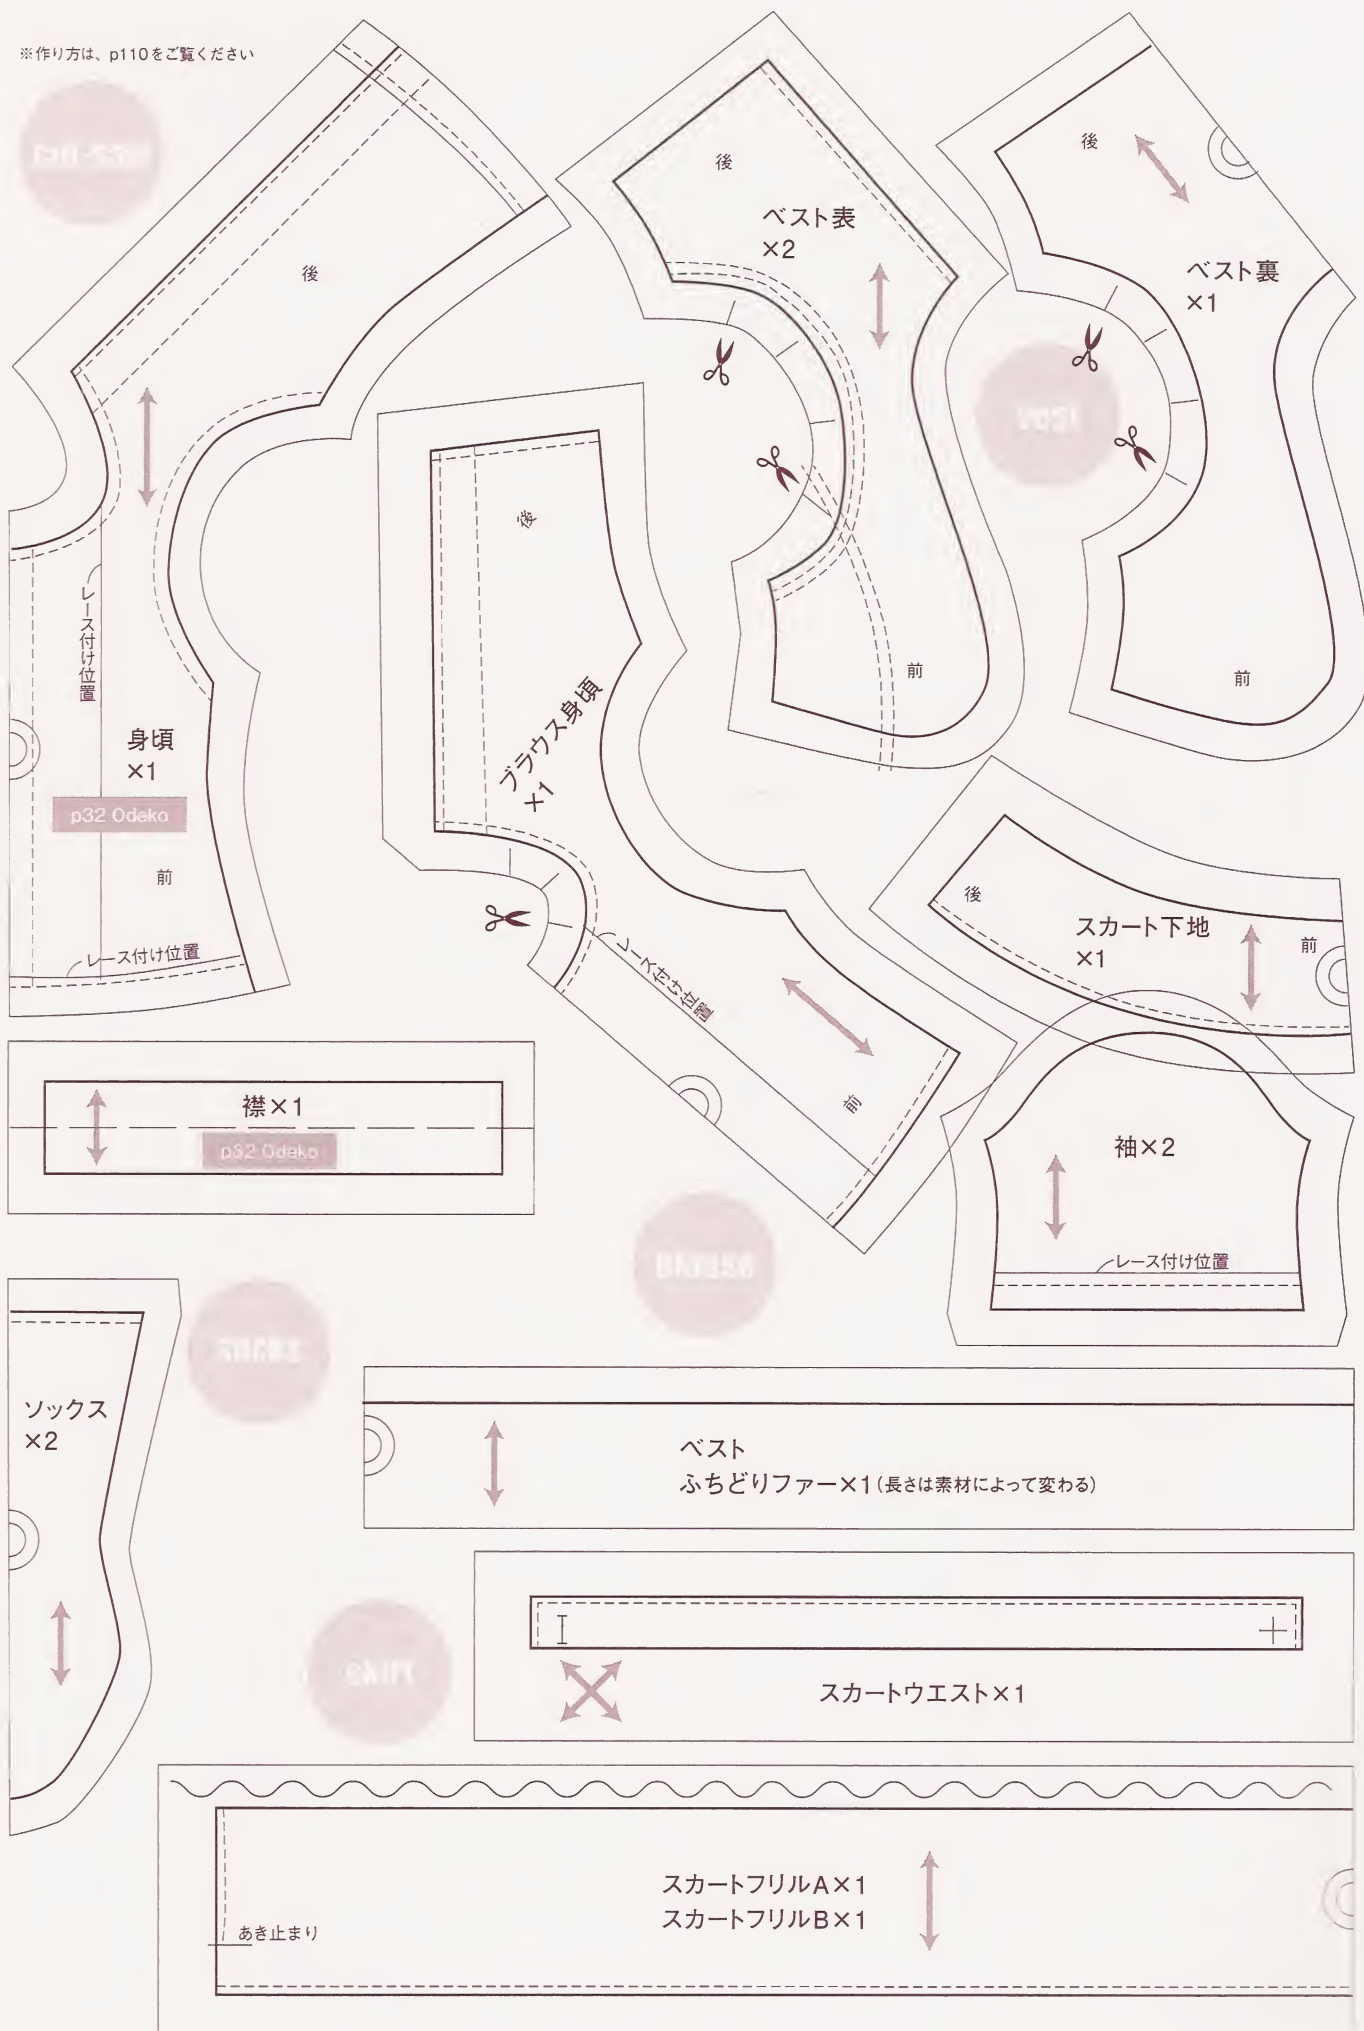 ※作り方は、p110をご覧ください
cut-sew
後
レース付け位置
身頃
×1
p32 Odeko
前
レース付け位置
後
ベスト表
×2
前
後
ベスト裏
×1
vest
前
後
ブラウス身頃
×1
レース付け位置
前
後
スカート下地
×1
前
襟×1
p32 Odeko
袖×2
レース付け位置
blouse
socks
ソックス
×2
ベスト
ふちどりファー×1(長さは素材によって変わる)
skirt
スカートウエスト×1
スカートフリルA×1
スカートフリルB×1
あき止まり